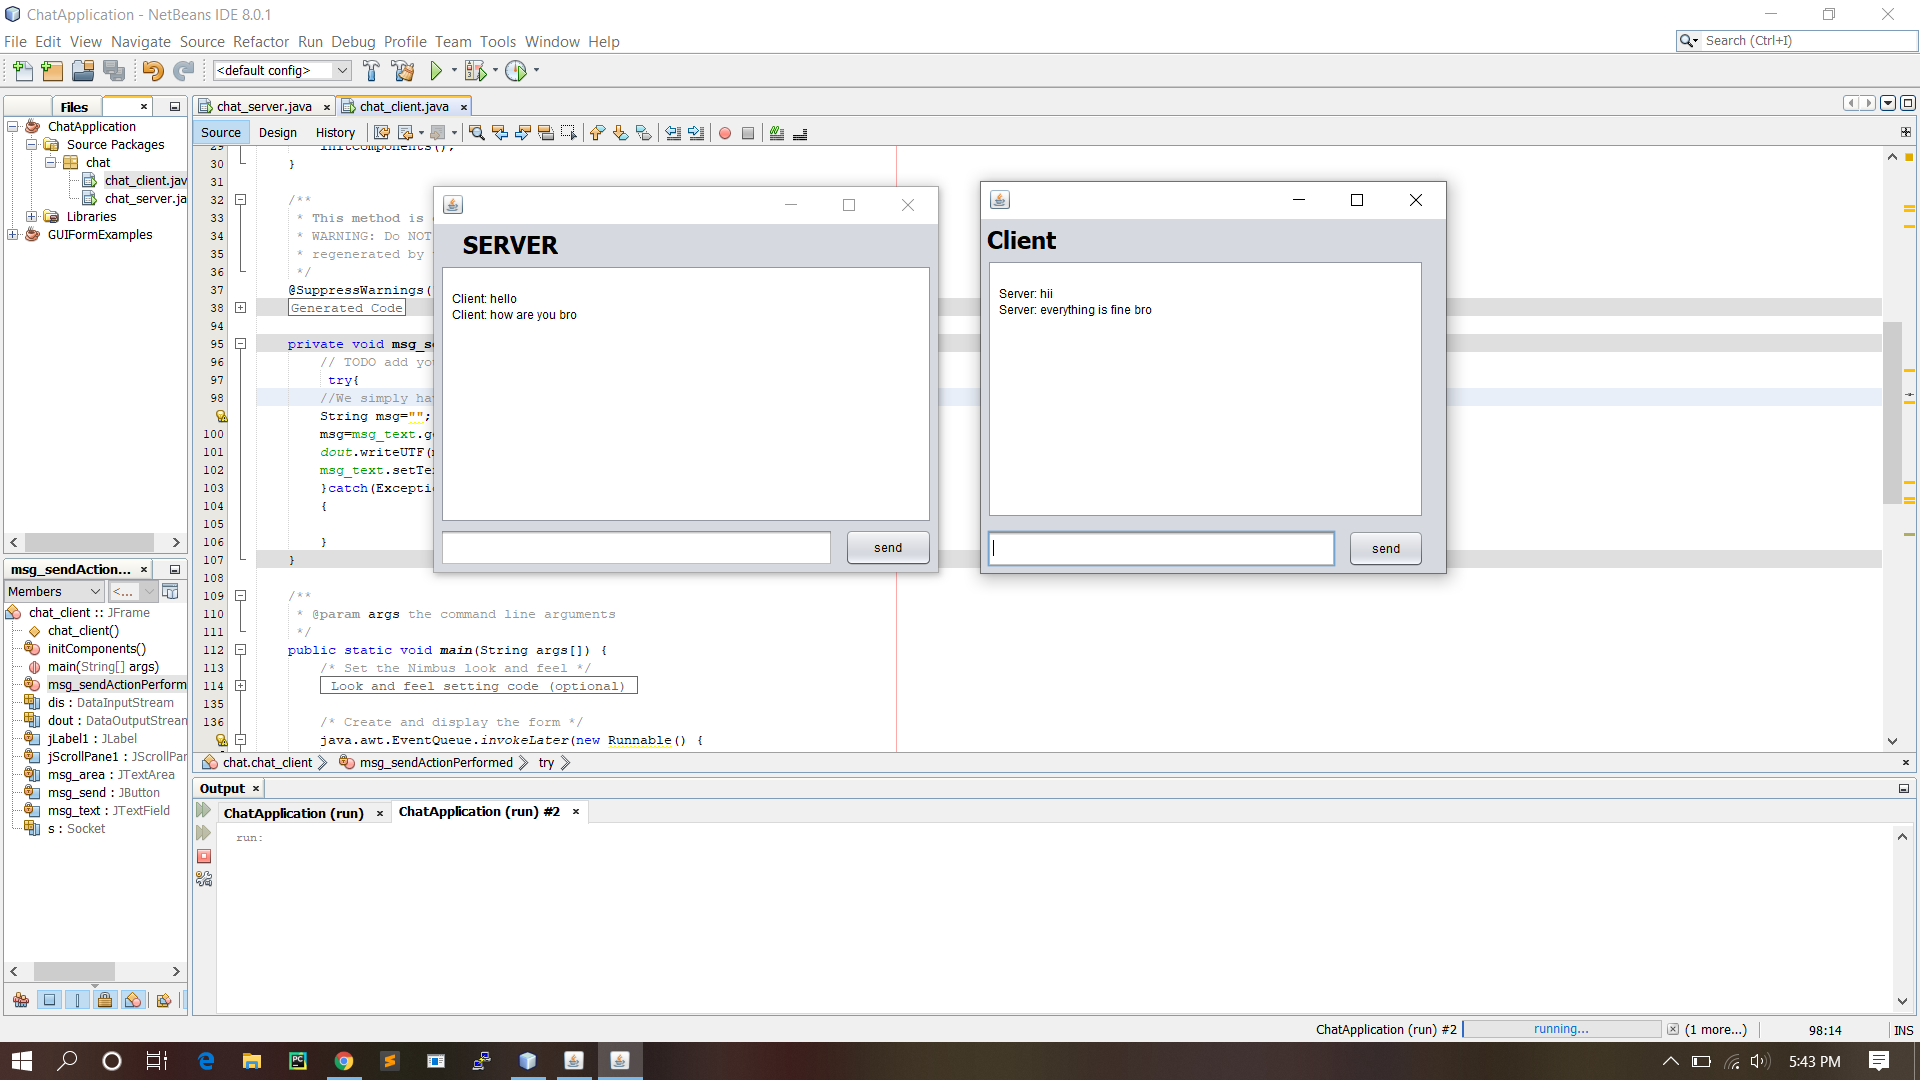 ChatApplication - NetBeans IDE 8.0.1
File Edit View Navigate Source Refactor Run Debug Profile Team Tools Window Help
Search (Ctrl+I)
<default config>
Files
chat_server.java
chat_client.java
Source Design History
ChatApplication
Source Packages
chat
chat_client.jav
chat_server.ja
Libraries
GUIFormExamples
29 initComponents();
30 }
31
32 /**
33 * This method is
34 * WARNING: Do NOT
35 * regenerated by
36 */
37 @SuppressWarnings(
38 Generated Code
94
95 private void msg_s
96 // TODO add yo
97 try{
98 //We simply ha
String msg="";
100 msg=msg_text.g
101 dout.writeUTF(
102 msg_text.setTe
103 }catch(Excepti
104 {
105
106 }
107 }
108
109 /**
110 * @param args the command line arguments
111 */
112 public static void main(String args[]) {
113 /* Set the Nimbus look and feel */
114 Look and feel setting code (optional)
135
136 /* Create and display the form */
java.awt.EventQueue.invokeLater(new Runnable() {
SERVER
Client: hello
Client: how are you bro
send
Client
Server: hii
Server: everything is fine bro
send
chat.chat_client msg_sendActionPerformed try
msg_sendAction...
Members <...
chat_client :: JFrame
chat_client()
initComponents()
main(String[] args)
msg_sendActionPerform
dis : DataInputStream
dout : DataOutputStrean
jLabel1 : JLabel
jScrollPane1 : JScrollPar
msg_area : JTextArea
msg_send : JButton
msg_text : JTextField
s : Socket
Output
ChatApplication (run)
ChatApplication (run) #2
run:
ChatApplication (run) #2 running... (1 more...) 98:14 INS
5:43 PM